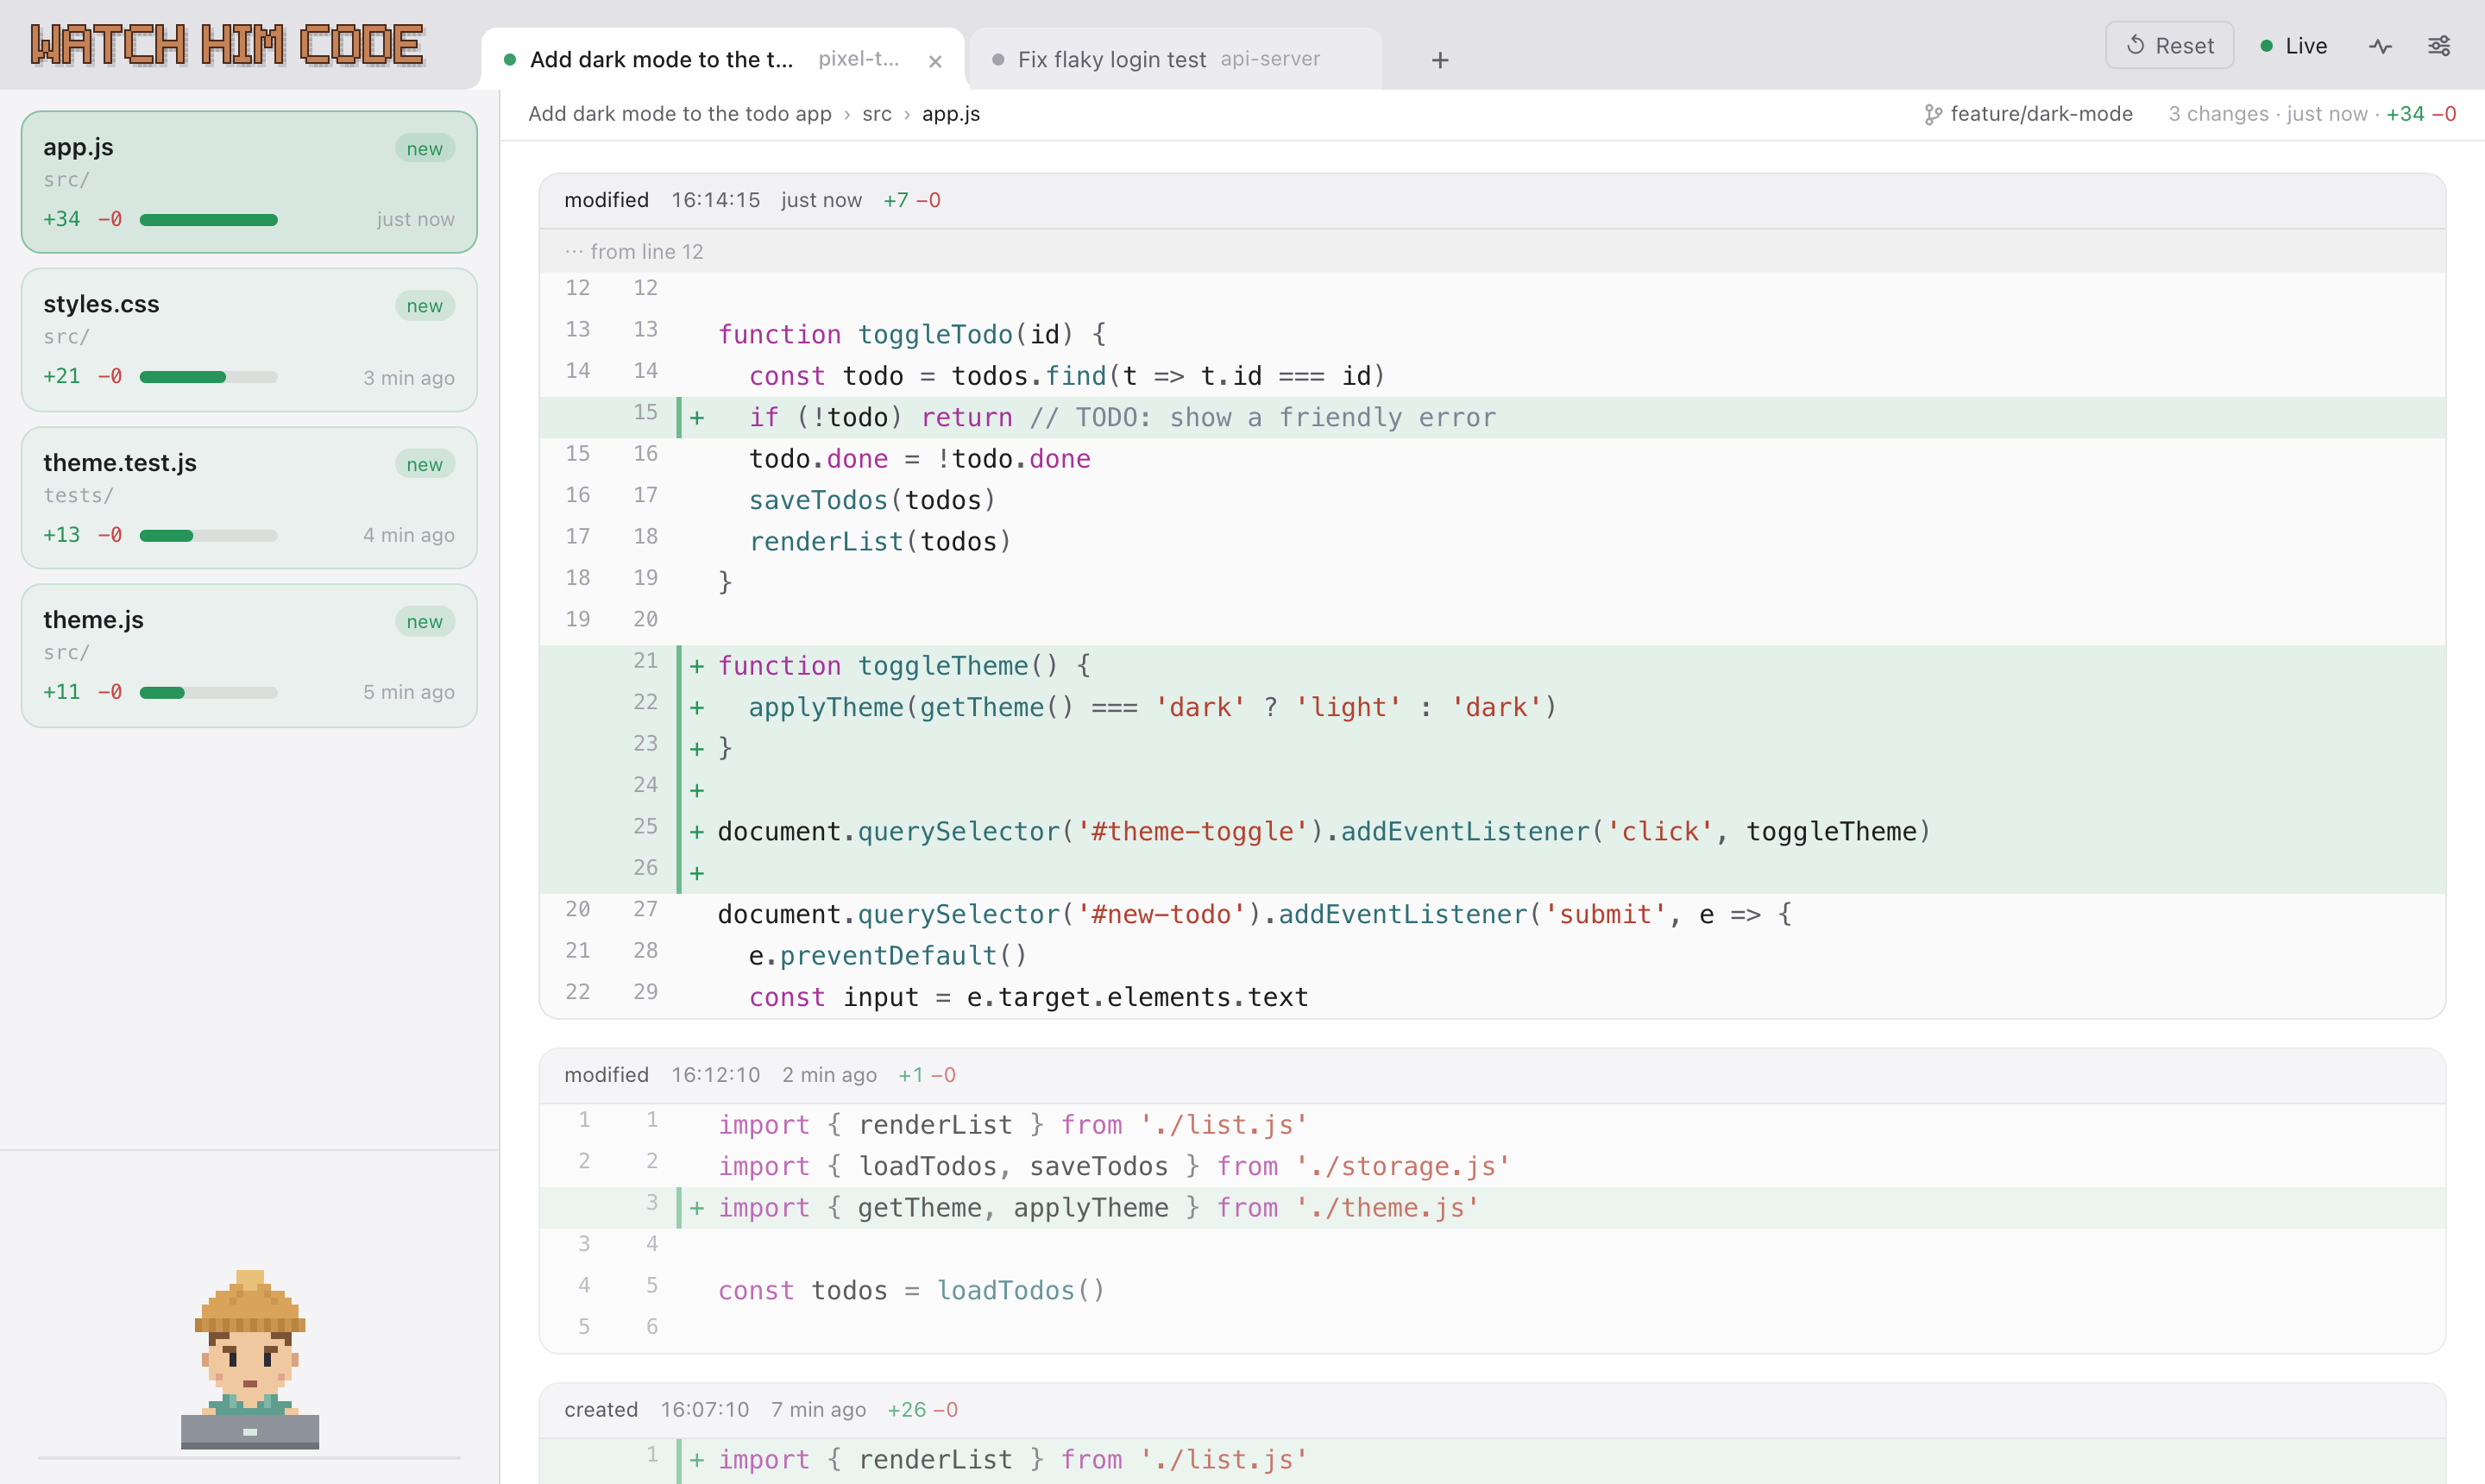 WATCH HIM CODE
Add dark mode to the t... pixel-t... ×
Fix flaky login test api-server
+
Reset
Live
app.js new
src/
+34 −0 just now
styles.css new
src/
+21 −0 3 min ago
theme.test.js new
tests/
+13 −0 4 min ago
theme.js new
src/
+11 −0 5 min ago
Add dark mode to the todo app › src › app.js
feature/dark-mode 3 changes · just now · +34 −0
modified 16:14:15 just now +7 −0
··· from line 12
12 12
13 13 function toggleTodo(id) {
14 14 const todo = todos.find(t => t.id === id)
15 + if (!todo) return // TODO: show a friendly error
15 16 todo.done = !todo.done
16 17 saveTodos(todos)
17 18 renderList(todos)
18 19 }
19 20
21 + function toggleTheme() {
22 + applyTheme(getTheme() === 'dark' ? 'light' : 'dark')
23 + }
24 +
25 + document.querySelector('#theme-toggle').addEventListener('click', toggleTheme)
26 +
20 27 document.querySelector('#new-todo').addEventListener('submit', e => {
21 28 e.preventDefault()
22 29 const input = e.target.elements.text
modified 16:12:10 2 min ago +1 −0
1 1 import { renderList } from './list.js'
2 2 import { loadTodos, saveTodos } from './storage.js'
3 + import { getTheme, applyTheme } from './theme.js'
3 4
4 5 const todos = loadTodos()
5 6
created 16:07:10 7 min ago +26 −0
1 + import { renderList } from './list.js'